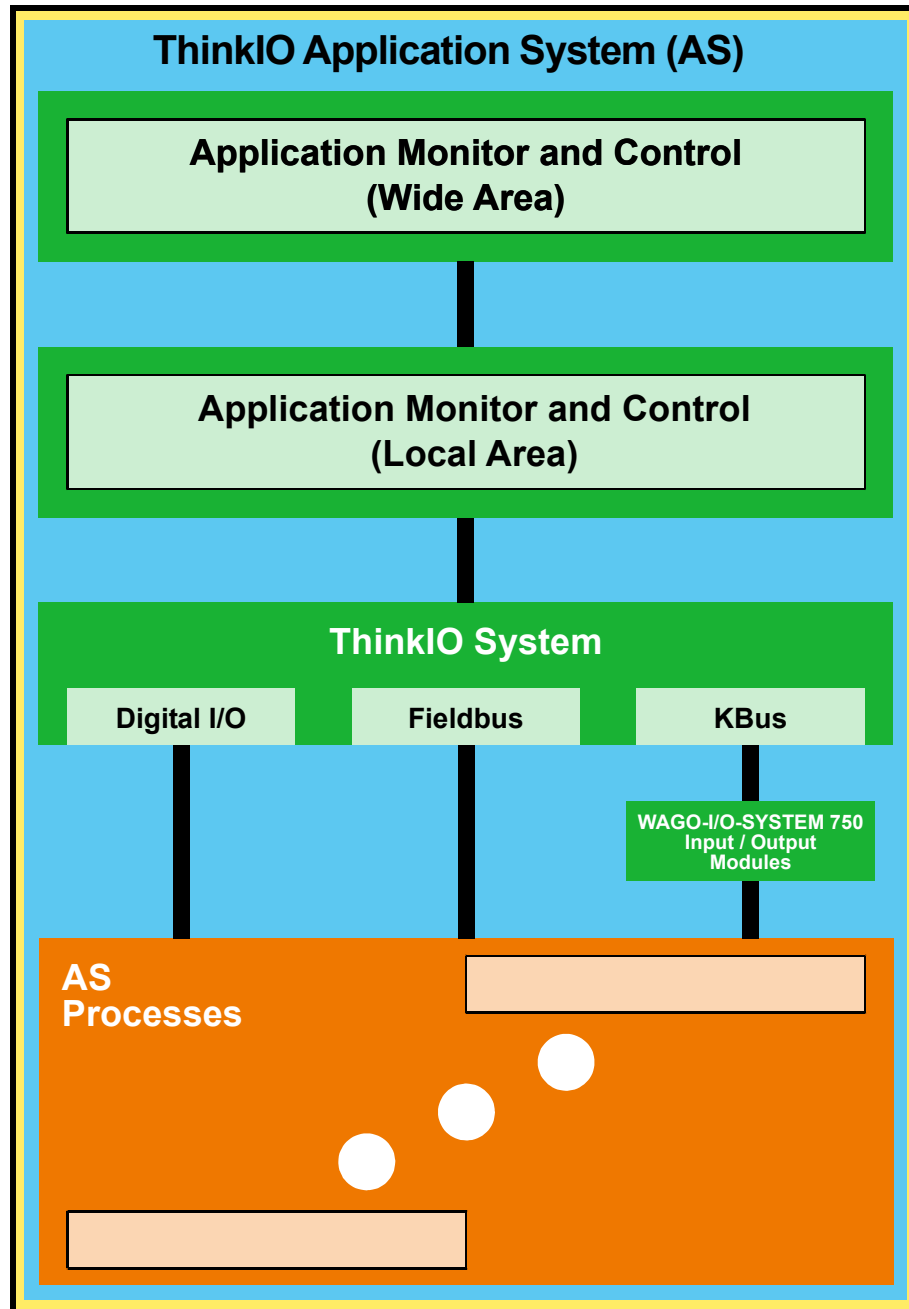 ThinkIO Application System (AS)
Application Monitor and Control
(Wide Area)
Application Monitor and Control
(Local Area)
ThinkIO System
Digital I/O
Fieldbus
KBus
WAGO-I/O-SYSTEM 750
Input / Output
Modules
AS
Processes